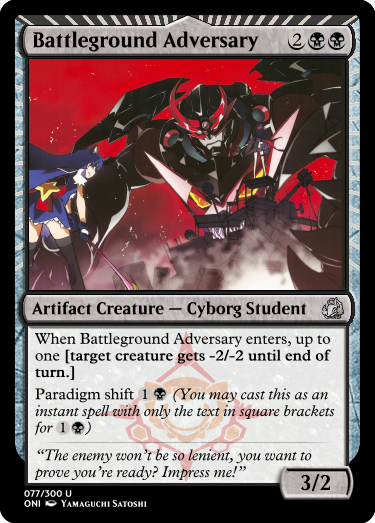 Battleground Adversary 2
Artifact Creature — Cyborg Student
When Battleground Adversary enters, up to
one [target creature gets -2/-2 until end of
turn.]
Paradigm shift 1 (You may cast this as an
instant spell with only the text in square brackets
for 1 )
“The enemy won't be so lenient, you want to
prove you're ready? Impress me!”
3/2
077/300 U
ONI Yamaguchi Satoshi